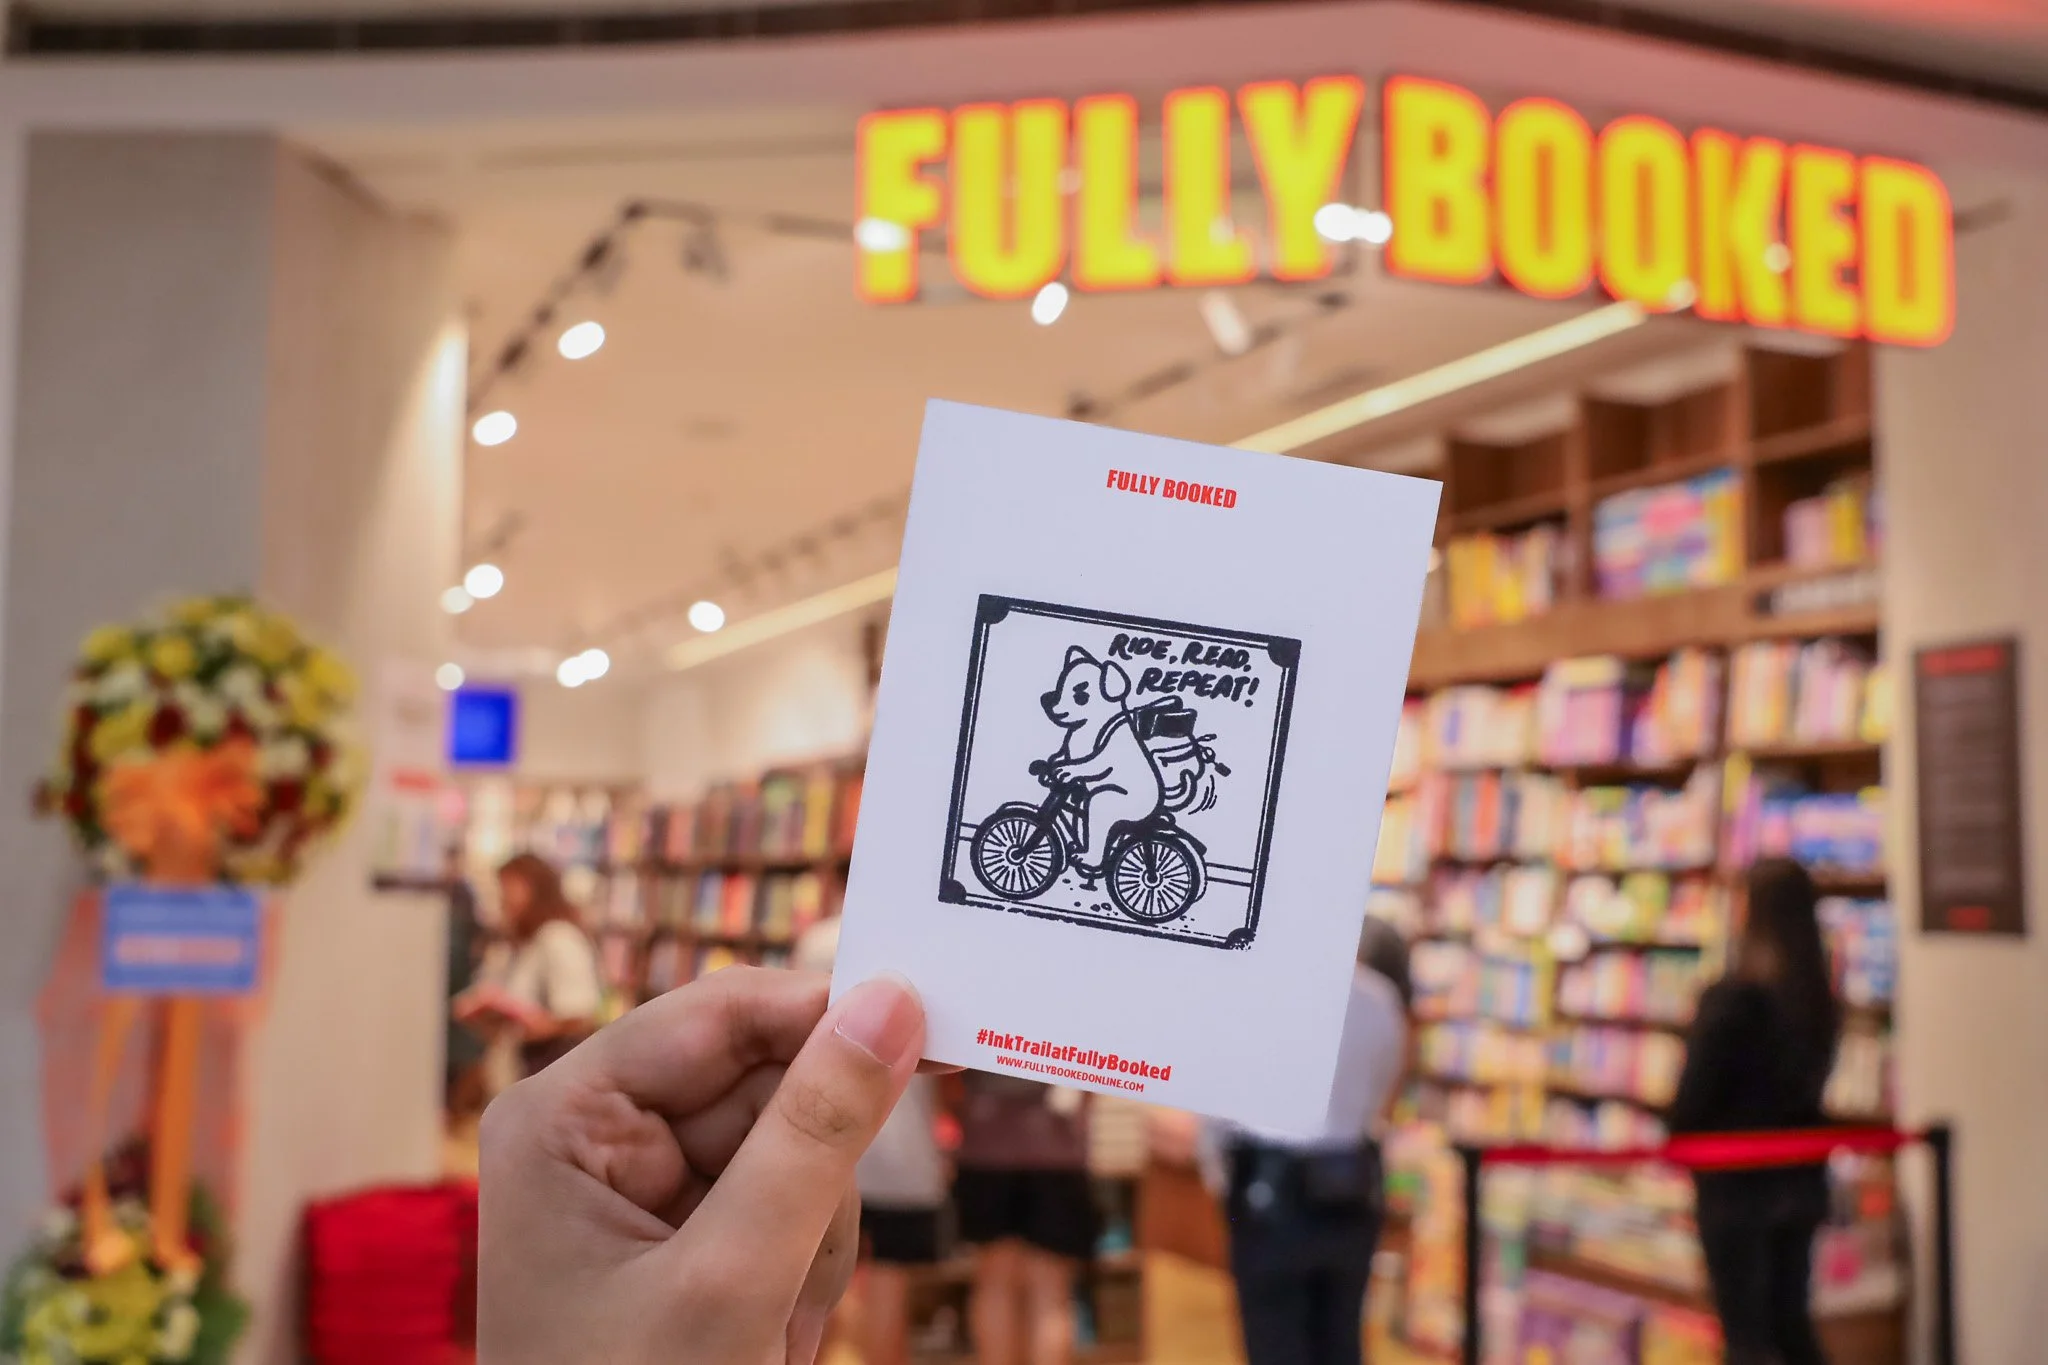 FULLY BOOKED
FULLY BOOKED
RIDE, READ,
REPEAT!
#InkTrailatFullyBooked
WWW.FULLYBOOKEDONLINE.COM